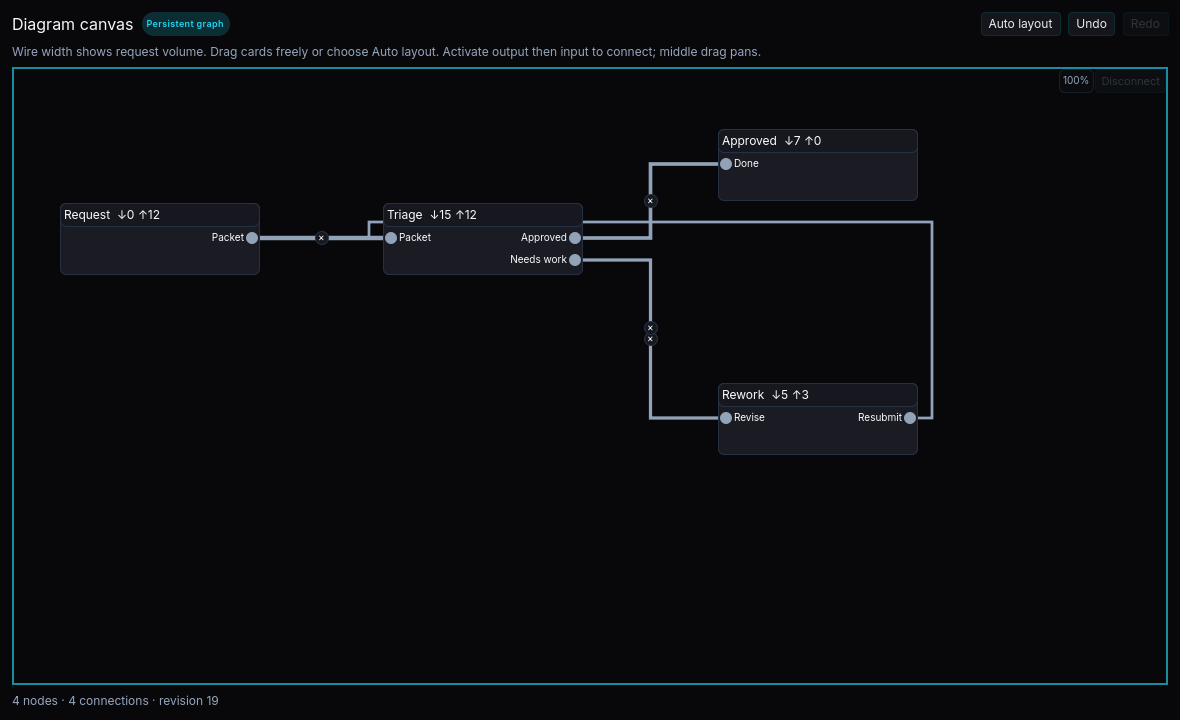 Diagram canvas Persistent graph Auto layout Undo Redo
Wire width shows request volume. Drag cards freely or choose Auto layout. Activate output then input to connect; middle drag pans.
100% Disconnect
Approved ↓7 ↑0
Done
Request ↓0 ↑12
Packet
Triage ↓15 ↑12
Packet Approved
Needs work
Rework ↓5 ↑3
Revise Resubmit
4 nodes · 4 connections · revision 19